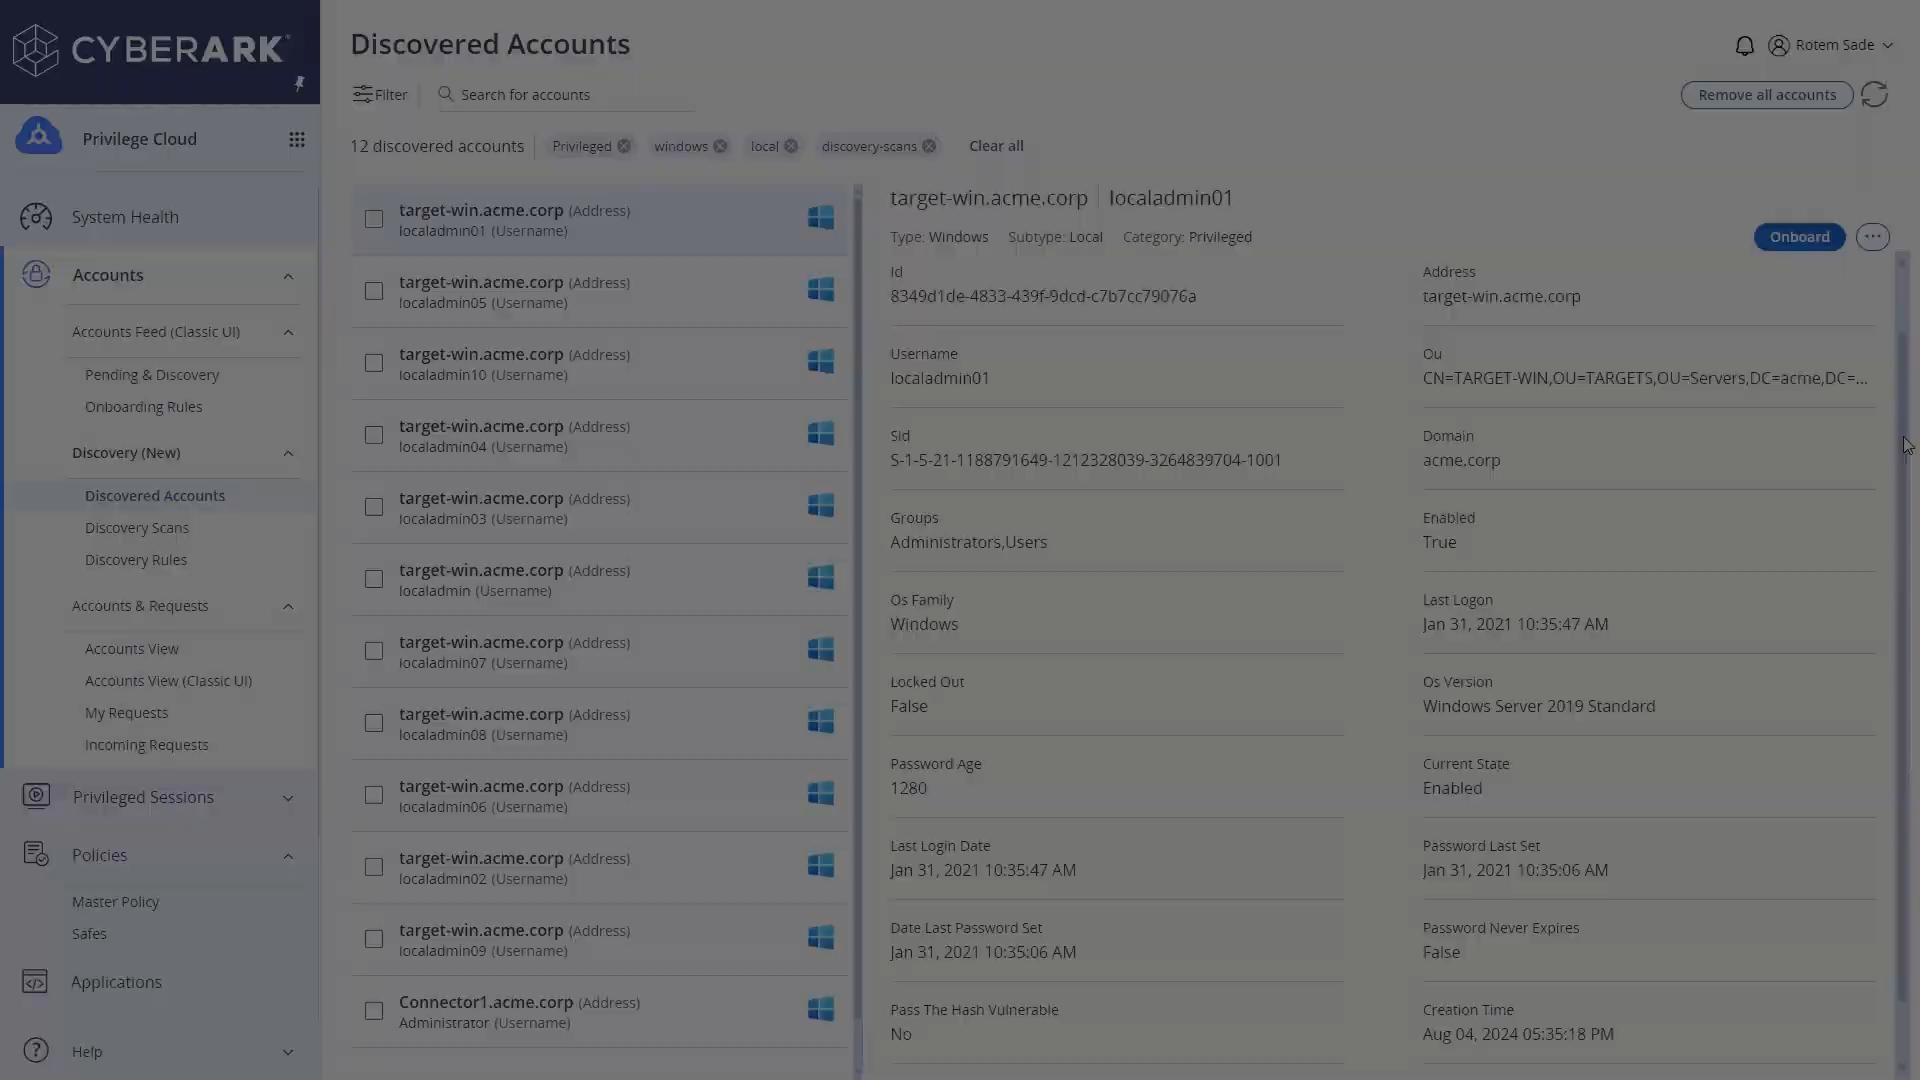 CYBERARK
Privilege Cloud
System Health
Accounts
Accounts Feed (Classic UI)
Pending & Discovery
Onboarding Rules
Discovery (New)
Discovered Accounts
Discovery Scans
Discovery Rules
Accounts & Requests
Accounts View
Accounts View (Classic UI)
My Requests
Incoming Requests
Privileged Sessions
Policies
Master Policy
Safes
Applications
Help
Discovered Accounts
Rotem Sade
Filter
Search for accounts
Remove all accounts
12 discovered accounts
Privileged
windows
local
discovery-scans
Clear all
target-win.acme.corp (Address)
localadmin01 (Username)
target-win.acme.corp (Address)
localadmin05 (Username)
target-win.acme.corp (Address)
localadmin10 (Username)
target-win.acme.corp (Address)
localadmin04 (Username)
target-win.acme.corp (Address)
localadmin03 (Username)
target-win.acme.corp (Address)
localadmin (Username)
target-win.acme.corp (Address)
localadmin07 (Username)
target-win.acme.corp (Address)
localadmin08 (Username)
target-win.acme.corp (Address)
localadmin06 (Username)
target-win.acme.corp (Address)
localadmin02 (Username)
target-win.acme.corp (Address)
localadmin09 (Username)
Connector1.acme.corp (Address)
Administrator (Username)
target-win.acme.corp localadmin01
Type: Windows Subtype: Local Category: Privileged
Onboard
Id
8349d1de-4833-439f-9dcd-c7b7cc79076a
Address
target-win.acme.corp
Username
localadmin01
Ou
CN=TARGET-WIN,OU=TARGETS,OU=Servers,DC=acme,DC=...
Sid
S-1-5-21-1188791649-1212328039-3264839704-1001
Domain
acme.corp
Groups
Administrators,Users
Enabled
True
Os Family
Windows
Last Logon
Jan 31, 2021 10:35:47 AM
Locked Out
False
Os Version
Windows Server 2019 Standard
Password Age
1280
Current State
Enabled
Last Login Date
Jan 31, 2021 10:35:47 AM
Password Last Set
Jan 31, 2021 10:35:06 AM
Date Last Password Set
Jan 31, 2021 10:35:06 AM
Password Never Expires
False
Pass The Hash Vulnerable
No
Creation Time
Aug 04, 2024 05:35:18 PM